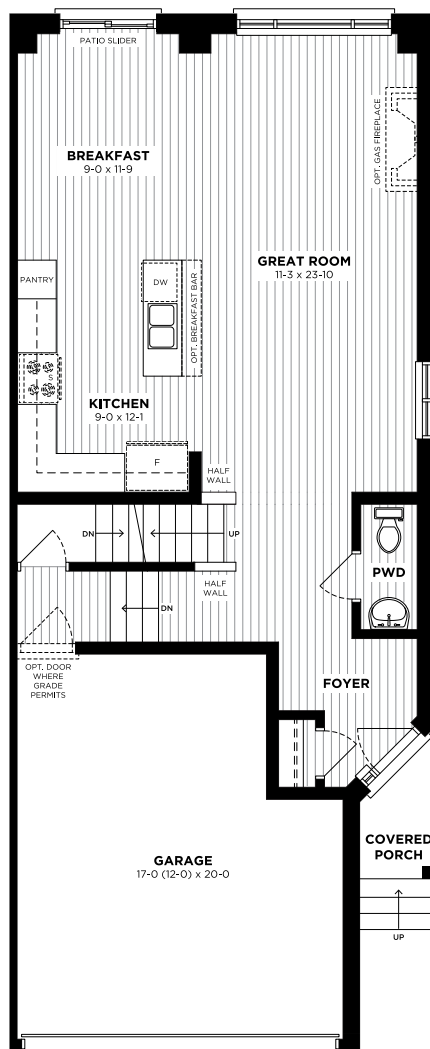 PATIO SLIDER
BREAKFAST
9-0 x 11-9
OPT. GAS FIREPLACE
GREAT ROOM
11-3 x 23-10
PANTRY
DW
OPT. BREAKFAST BAR
S
KITCHEN
9-0 x 12-1
F
HALF
WALL
DN
UP
HALF
WALL
PWD
DN
OPT. DOOR
WHERE
GRADE
PERMITS
FOYER
COVERED
PORCH
GARAGE
17-0 (12-0) x 20-0
UP